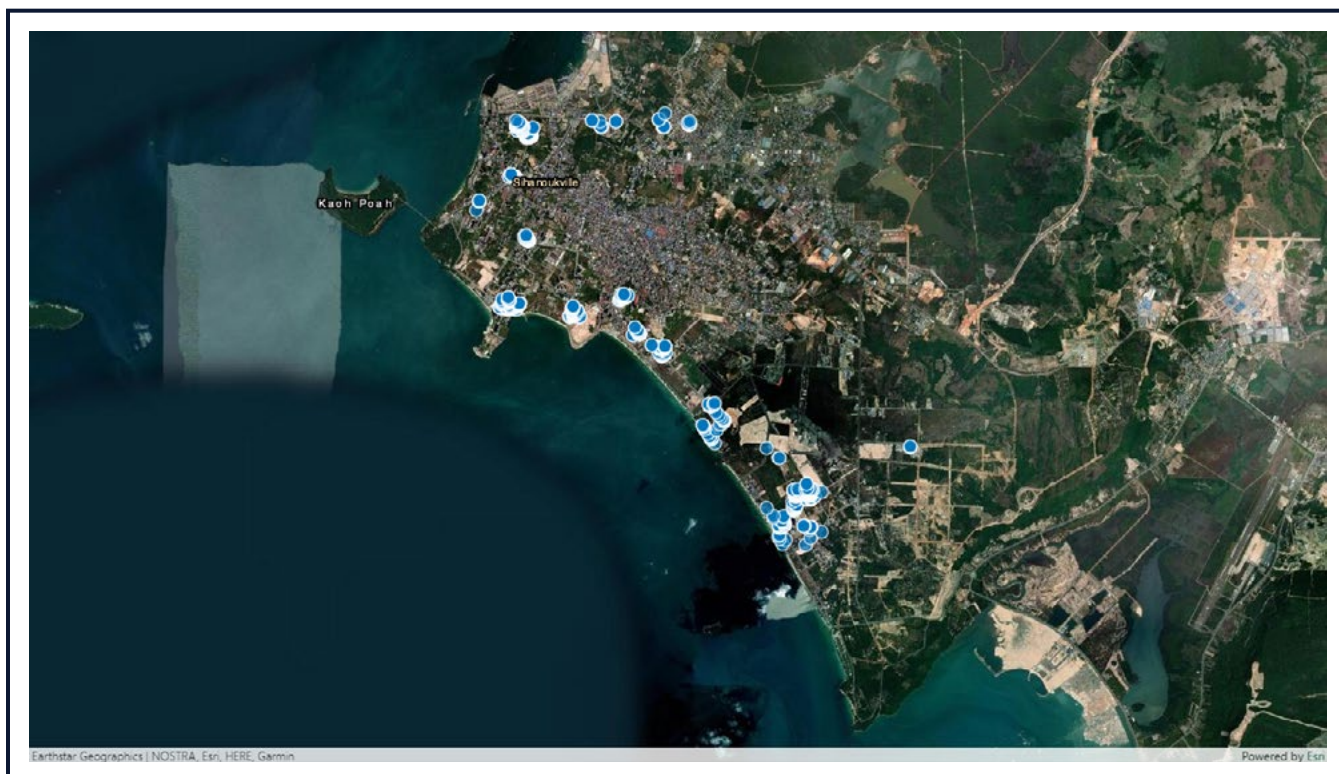 Sihanoukville
Kaoh Poah
Earthstar Geographics | NOSTRA, Esri, HERE, Garmin
Powered by Esri